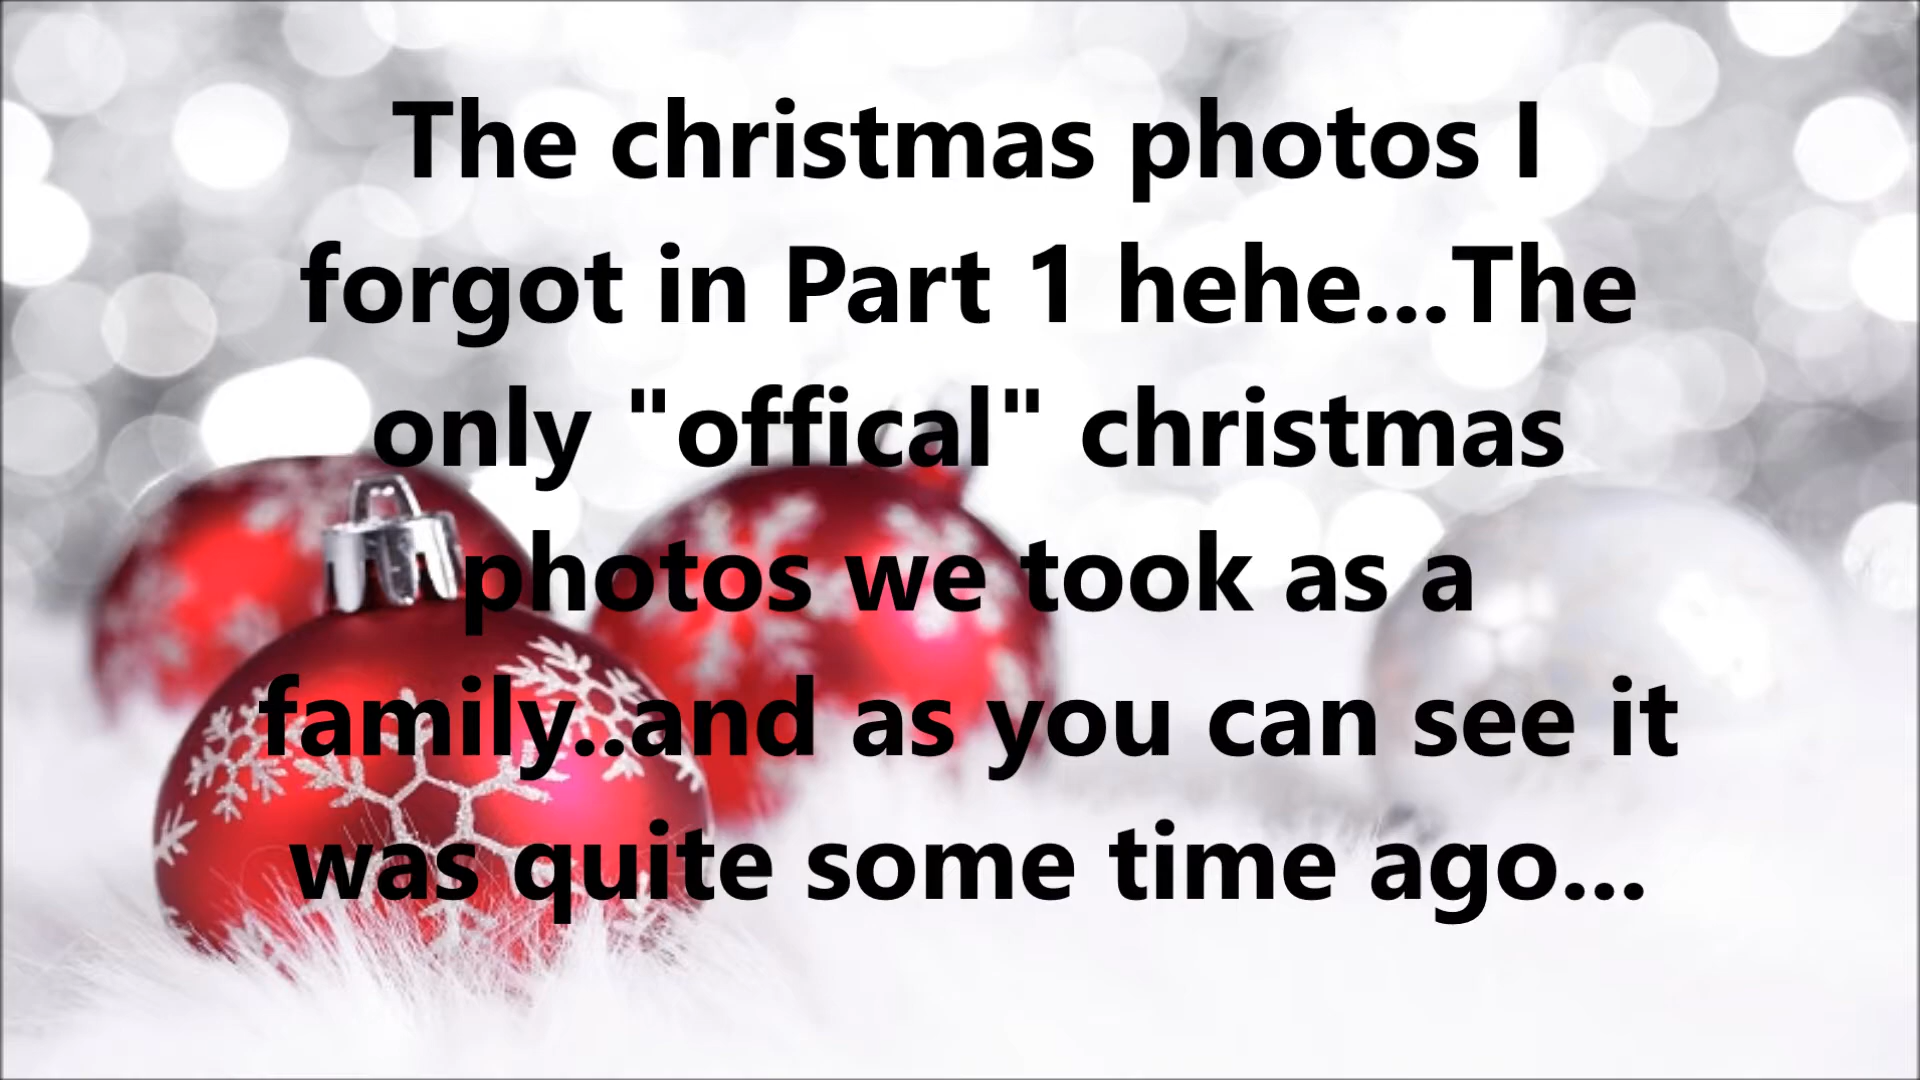 The christmas photos I
forgot in Part 1 hehe...The
only "offical" christmas
photos we took as a
family..and as you can see it
was quite some time ago...